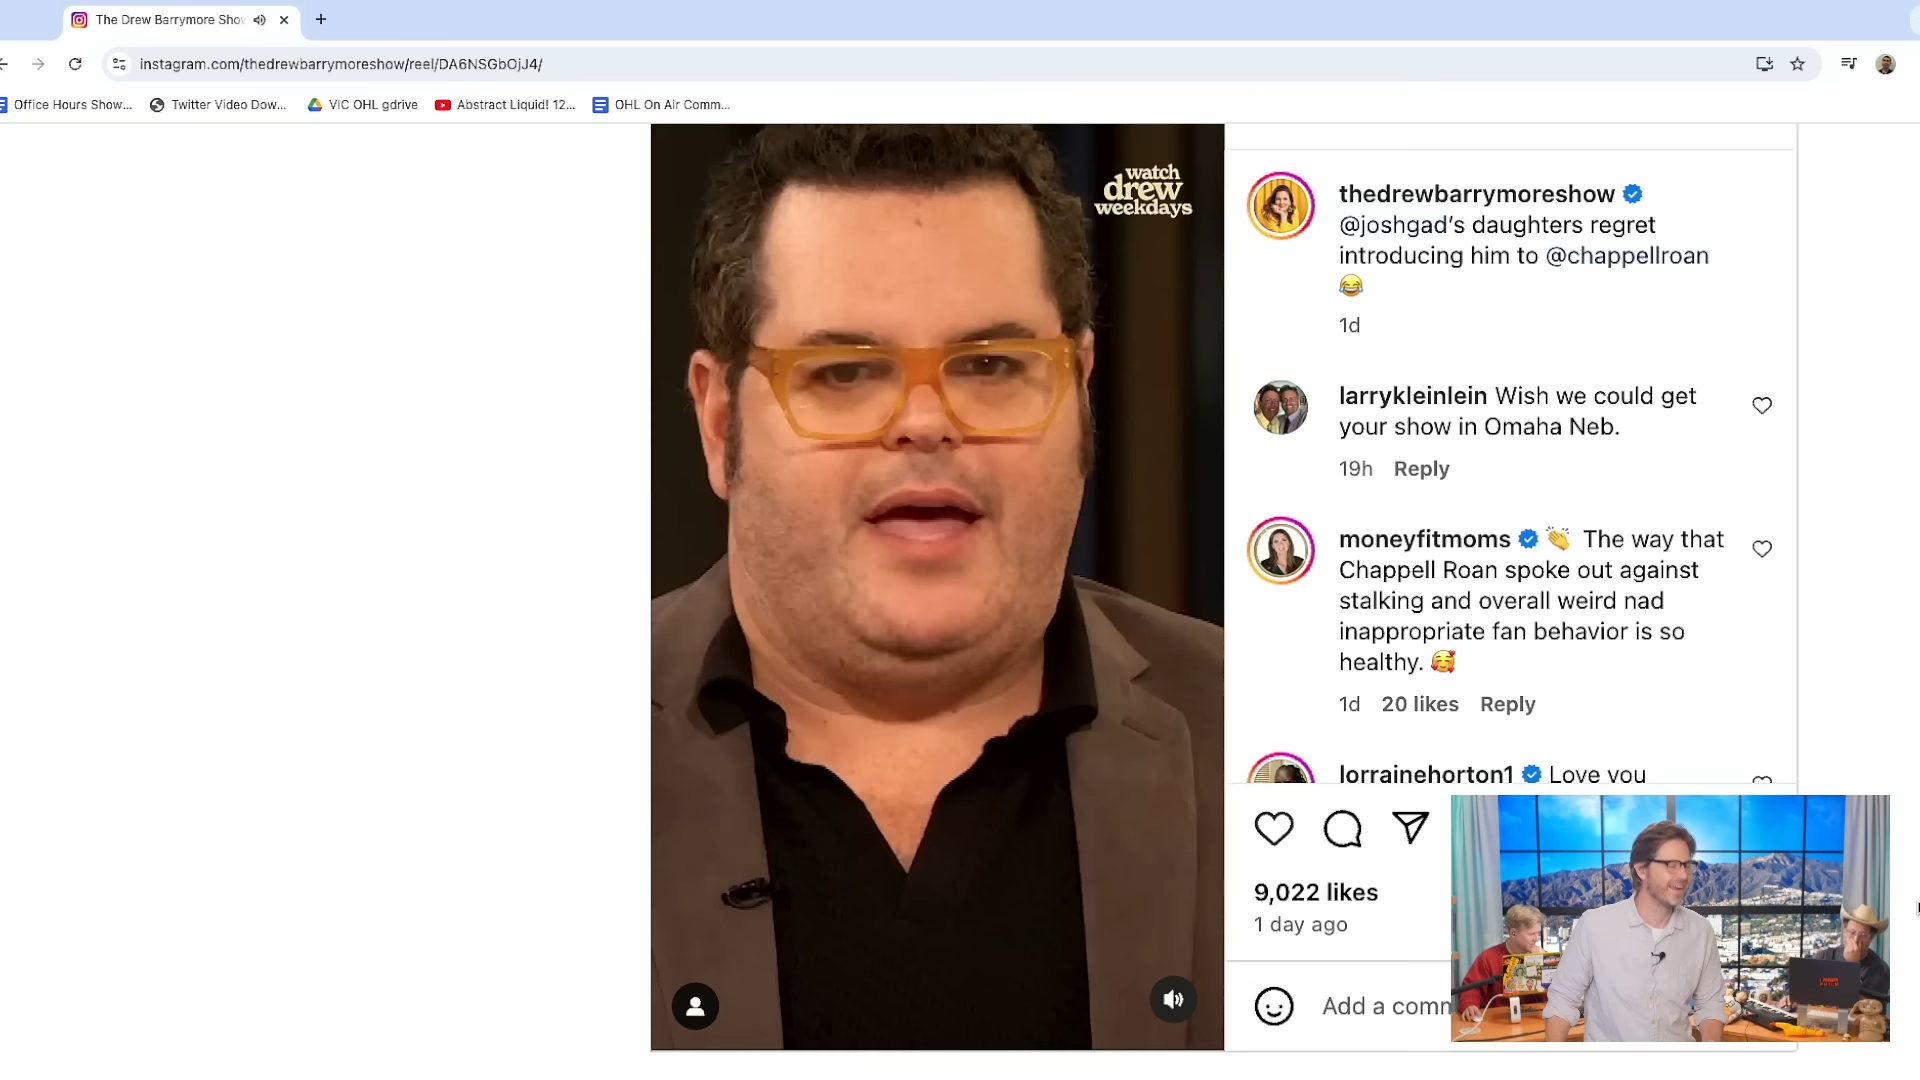 The Drew Barrymore Show
instagram.com/thedrewbarrymoreshow/reel/DA6NSGbOjJ4/
Office Hours Show...
Twitter Video Dow...
VIC OHL gdrive
Abstract Liquid! 12...
OHL On Air Comm...
watch
drew
weekdays
thedrewbarrymoreshow
@joshgad's daughters regret
introducing him to @chappellroan
😂
1d
larrykleinlein Wish we could get
your show in Omaha Neb.
19h Reply
moneyfitmoms 👏 The way that
Chappell Roan spoke out against
stalking and overall weird nad
inappropriate fan behavior is so
healthy. 🥰
1d 20 likes Reply
lorrainehorton1 Love you
9,022 likes
1 day ago
Add a comm